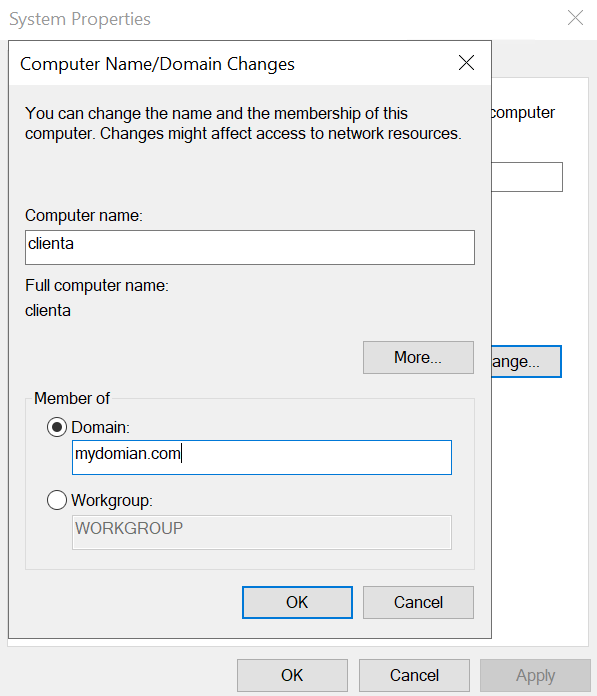 System Properties
Computer Name/Domain Changes
You can change the name and the membership of this
computer. Changes might affect access to network resources.
computer
Computer name:
clienta
Full computer name:
clienta
More...
ange...
Member of
Domain:
mydomian.com
Workgroup:
WORKGROUP
OK
Cancel
OK
Cancel
Apply